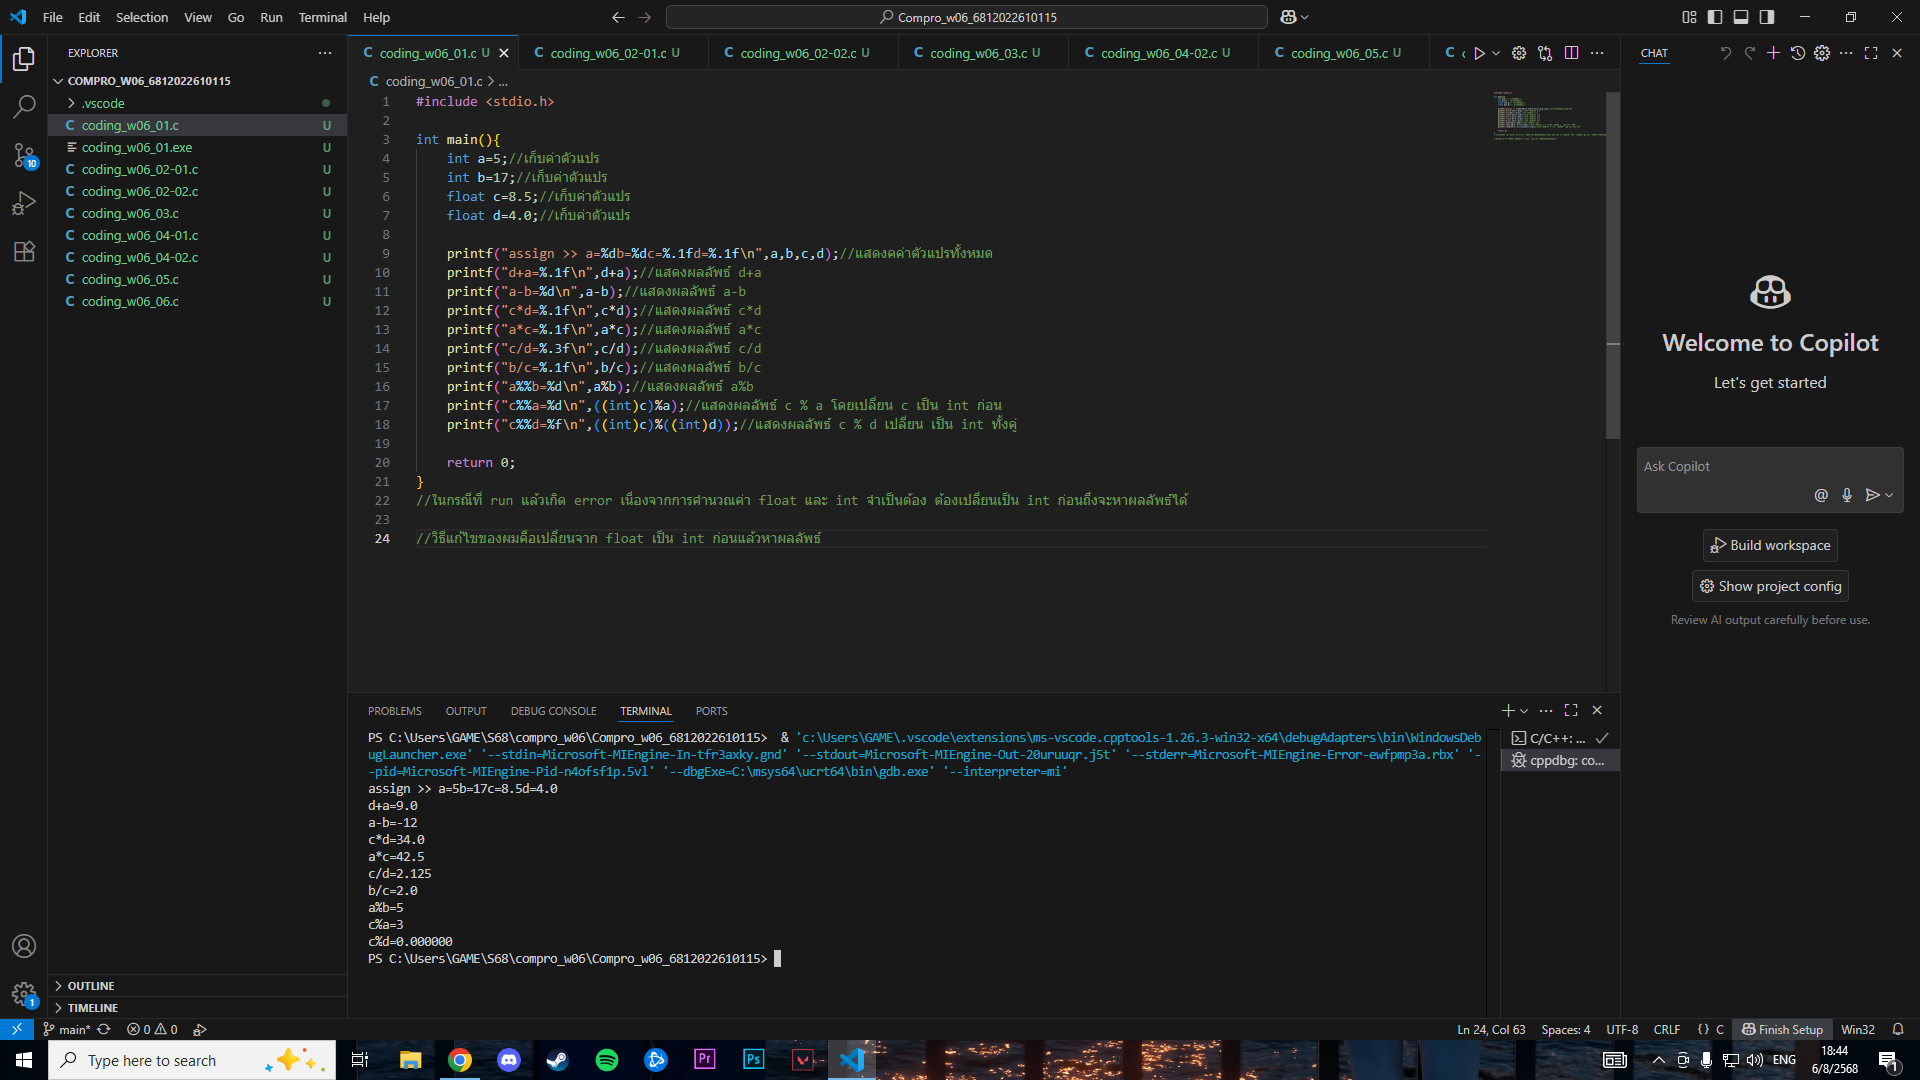 File Edit Selection View Go Run Terminal Help
Compro_w06_6812022610115
EXPLORER
COMPRO_W06_6812022610115
.vscode
coding_w06_01.c U
coding_w06_01.exe U
coding_w06_02-01.c U
coding_w06_02-02.c U
coding_w06_03.c U
coding_w06_04-01.c U
coding_w06_04-02.c U
coding_w06_05.c U
coding_w06_06.c U
OUTLINE
TIMELINE
coding_w06_01.c U coding_w06_02-01.c U coding_w06_02-02.c U coding_w06_03.c U coding_w06_04-02.c U coding_w06_05.c U
coding_w06_01.c > ...
1 #include <stdio.h>
2
3 int main(){
4 int a=5;//เก็บค่าตัวแปร
5 int b=17;//เก็บค่าตัวแปร
6 float c=8.5;//เก็บค่าตัวแปร
7 float d=4.0;//เก็บค่าตัวแปร
8
9 printf("assign >> a=%db=%dc=%.1fd=%.1f\n",a,b,c,d);//แสดงคค่าตัวแปรทั้งหมด
10 printf("d+a=%.1f\n",d+a);//แสดงผลลัพธ์ d+a
11 printf("a-b=%d\n",a-b);//แสดงผลลัพธ์ a-b
12 printf("c*d=%.1f\n",c*d);//แสดงผลลัพธ์ c*d
13 printf("a*c=%.1f\n",a*c);//แสดงผลลัพธ์ a*c
14 printf("c/d=%.3f\n",c/d);//แสดงผลลัพธ์ c/d
15 printf("b/c=%.1f\n",b/c);//แสดงผลลัพธ์ b/c
16 printf("a%%b=%d\n",a%b);//แสดงผลลัพธ์ a%b
17 printf("c%%a=%d\n",((int)c)%a);//แสดงผลลัพธ์ c % a โดยเปลี่ยน c เป็น int ก่อน
18 printf("c%%d=%f\n",((int)c)%((int)d));//แสดงผลลัพธ์ c % d เปลี่ยน เป็น int ทั้งคู่
19
20 return 0;
21 }
22 //ในกรณีที่ run แล้วเกิด error เนื่องจากการคำนวณค่า float และ int จำเป็นต้อง ต้องเปลี่ยนเป็น int ก่อนถึงจะหาผลลัพธ์ได้
23
24 //วิธีแก้ไขของผมคือเปลี่ยนจาก float เป็น int ก่อนแล้วหาผลลัพธ์
PROBLEMS OUTPUT DEBUG CONSOLE TERMINAL PORTS
PS C:\Users\GAME\S68\compro_w06\Compro_w06_6812022610115> & 'c:\Users\GAME\.vscode\extensions\ms-vscode.cpptools-1.26.3-win32-x64\debugAdapters\bin\WindowsDeb
ugLauncher.exe' '--stdin=Microsoft-MIEngine-In-tfr3axky.gnd' '--stdout=Microsoft-MIEngine-Out-20uruuqr.j5t' '--stderr=Microsoft-MIEngine-Error-ewfpmp3a.rbx' '-
-pid=Microsoft-MIEngine-Pid-n4ofsf1p.5vl' '--dbgExe=C:\msys64\ucrt64\bin\gdb.exe' '--interpreter=mi'
assign >> a=5b=17c=8.5d=4.0
d+a=9.0
a-b=-12
c*d=34.0
a*c=42.5
c/d=2.125
b/c=2.0
a%b=5
c%a=3
c%d=0.000000
PS C:\Users\GAME\S68\compro_w06\Compro_w06_6812022610115>
C/C++: ...
cppdbg: co...
CHAT
Welcome to Copilot
Let's get started
Ask Copilot
Build workspace
Show project config
Review AI output carefully before use.
10
1
main* 0 0
Ln 24, Col 63 Spaces: 4 UTF-8 CRLF {} C Finish Setup Win32
Type here to search
Pr Ps
ENG
18:44
6/8/2568
1